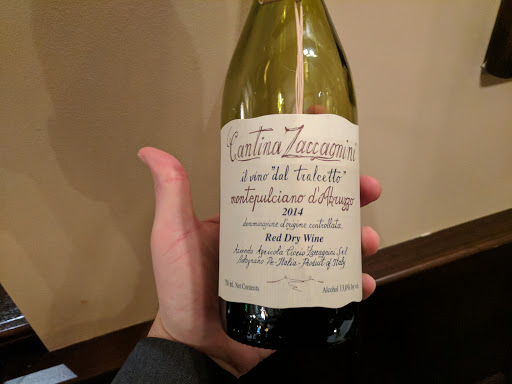 Cantina Zaccagnini
il vino "dal tralcetto"
montepulciano d'Abruzzo
2014
denominazione d'origine controllata
Red Dry Wine
Azienda Agricola Ciccio Zaccagnini S.r.l.
Bolognano Pe-Italia - Product of Italy
750 mL Net Contents
Alcohol 13,0% by vol